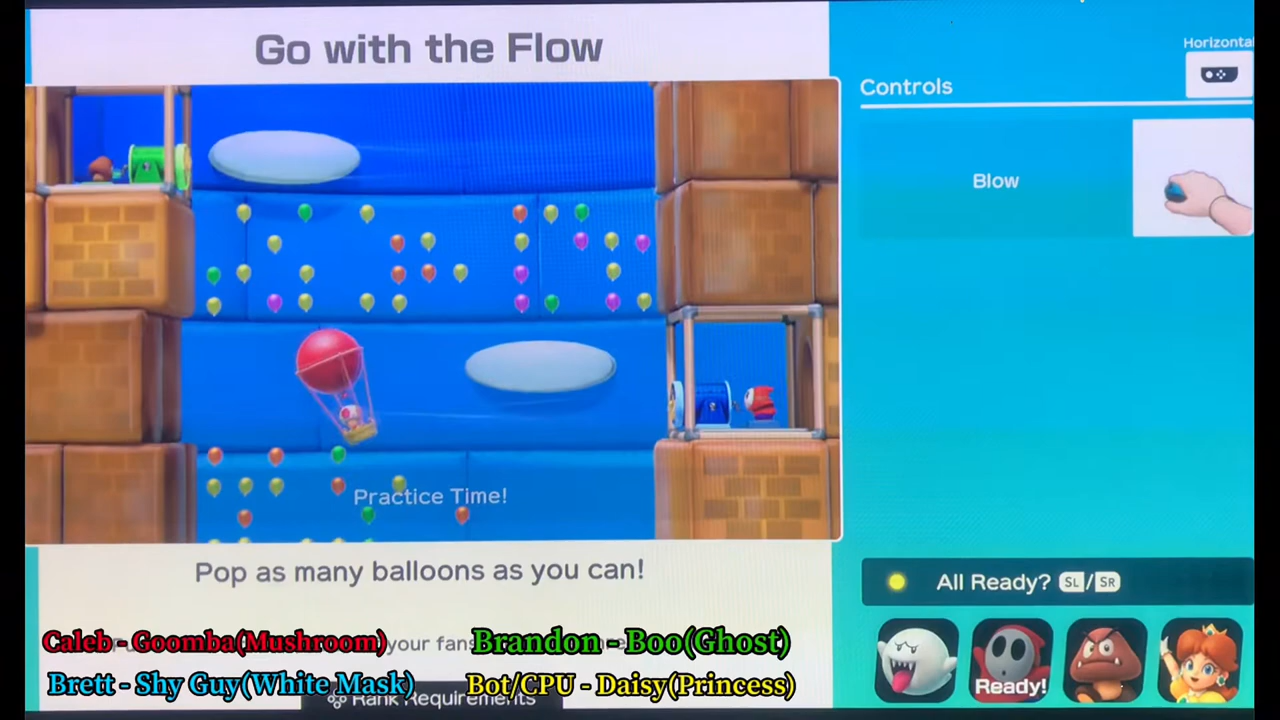 Go with the Flow
Horizontal
Controls
Blow
Practice Time!
Pop as many balloons as you can!
your fans
Rank Requirements
All Ready? SL/SR
Ready!
Caleb - Goomba(Mushroom)
Brandon - Boo(Ghost)
Brett - Shy Guy(White Mask)
Bot/CPU - Daisy(Princess)